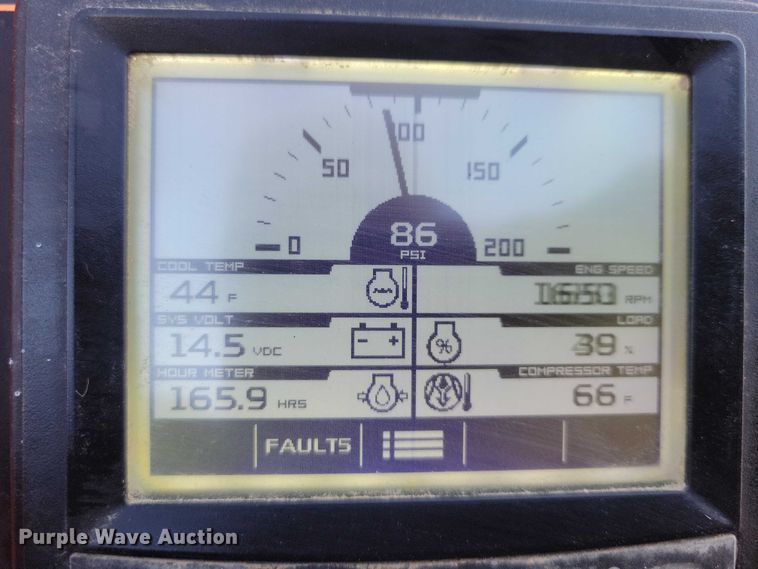 100
50
150
0
86
200
PSI
COOL TEMP
ENG SPEED
44 F
RPM
SYS VOLT
LOAD
14.5 VDC
%
39 %
HOUR METER
COMPRESSOR TEMP
165.9 HRS
66 F
FAULTS
Purple Wave Auction